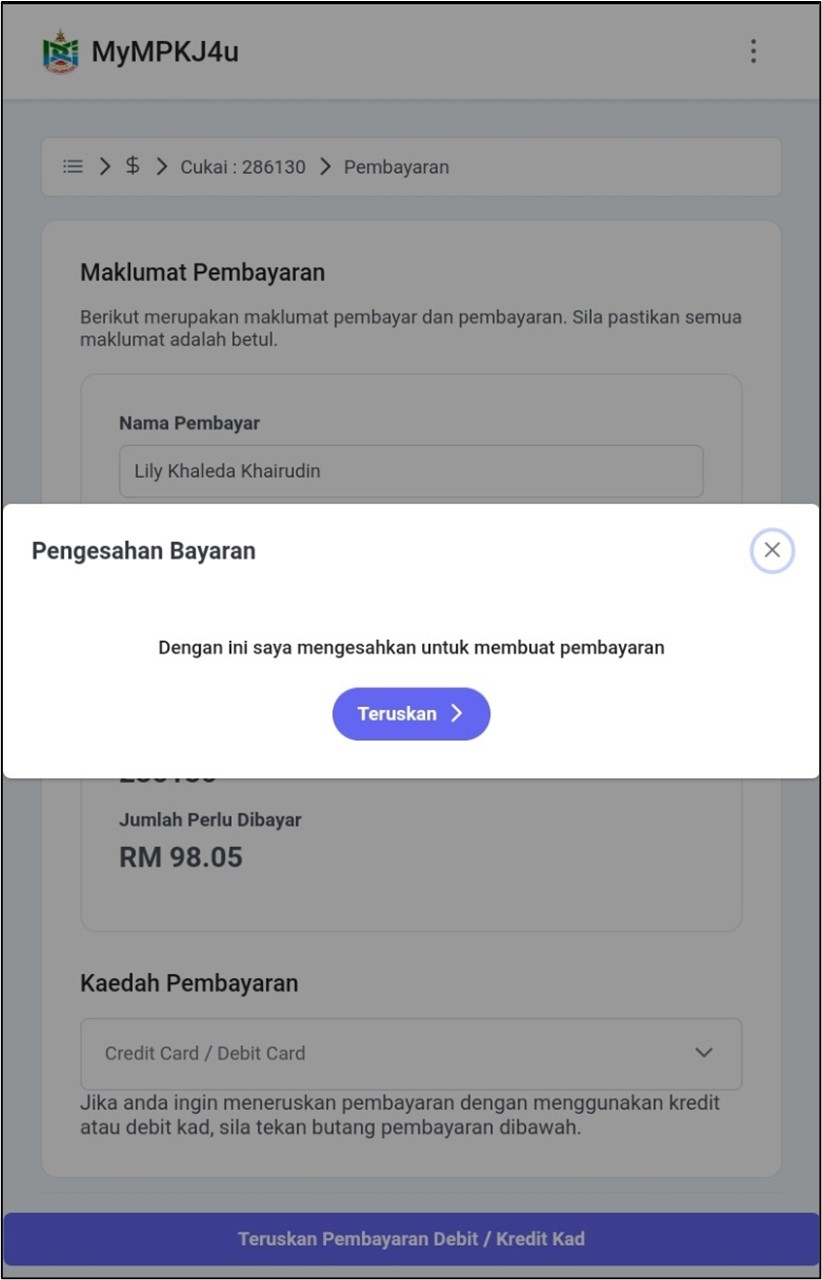 MyMPKJ4u
$ Cukai : 286130 Pembayaran
Maklumat Pembayaran
Berikut merupakan maklumat pembayar dan pembayaran. Sila pastikan semua
maklumat adalah betul.
Nama Pembayar
Lily Khaleda Khairudin
Pengesahan Bayaran
Dengan ini saya mengesahkan untuk membuat pembayaran
Teruskan
Jumlah Perlu Dibayar
RM 98.05
Kaedah Pembayaran
Credit Card / Debit Card
Jika anda ingin meneruskan pembayaran dengan menggunakan kredit
atau debit kad, sila tekan butang pembayaran dibawah.
Teruskan Pembayaran Debit / Kredit Kad